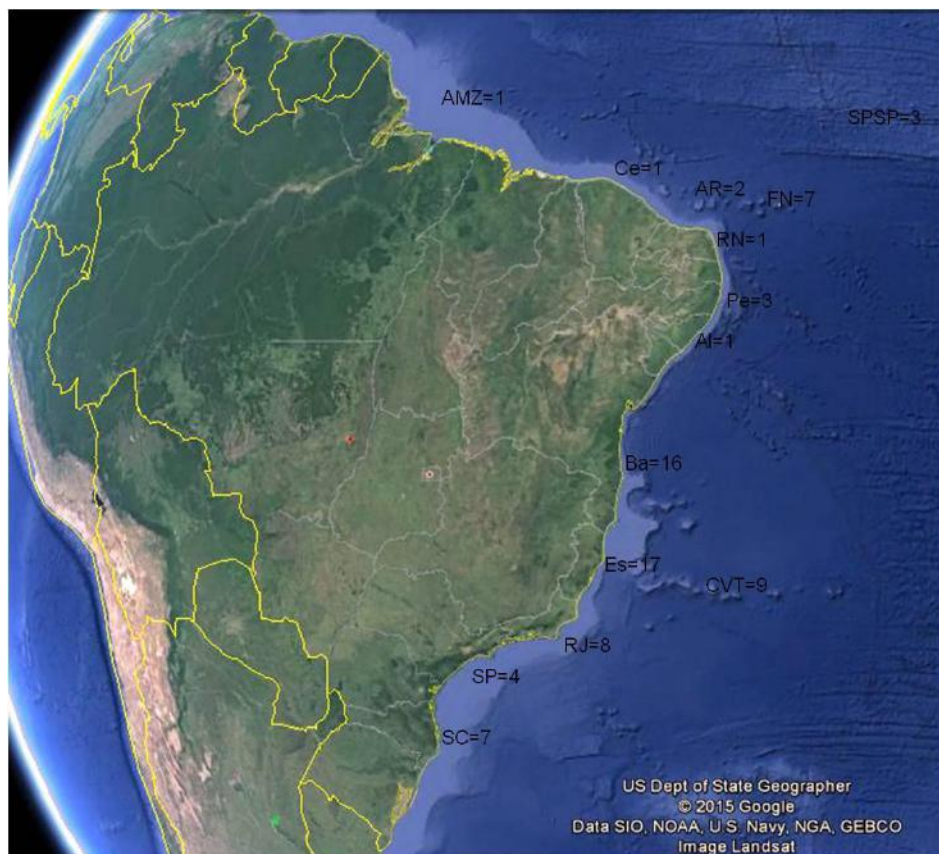 AMZ=1
SPSP=3
Ce=1
AR=2
FN=7
RN=1
Pe=3
Al=1
Ba=16
Es=17
CVT=9
RJ=8
SP=4
SC=7
US Dept of State Geographer
© 2015 Google
Data SIO, NOAA, U.S. Navy, NGA, GEBCO
Image Landsat